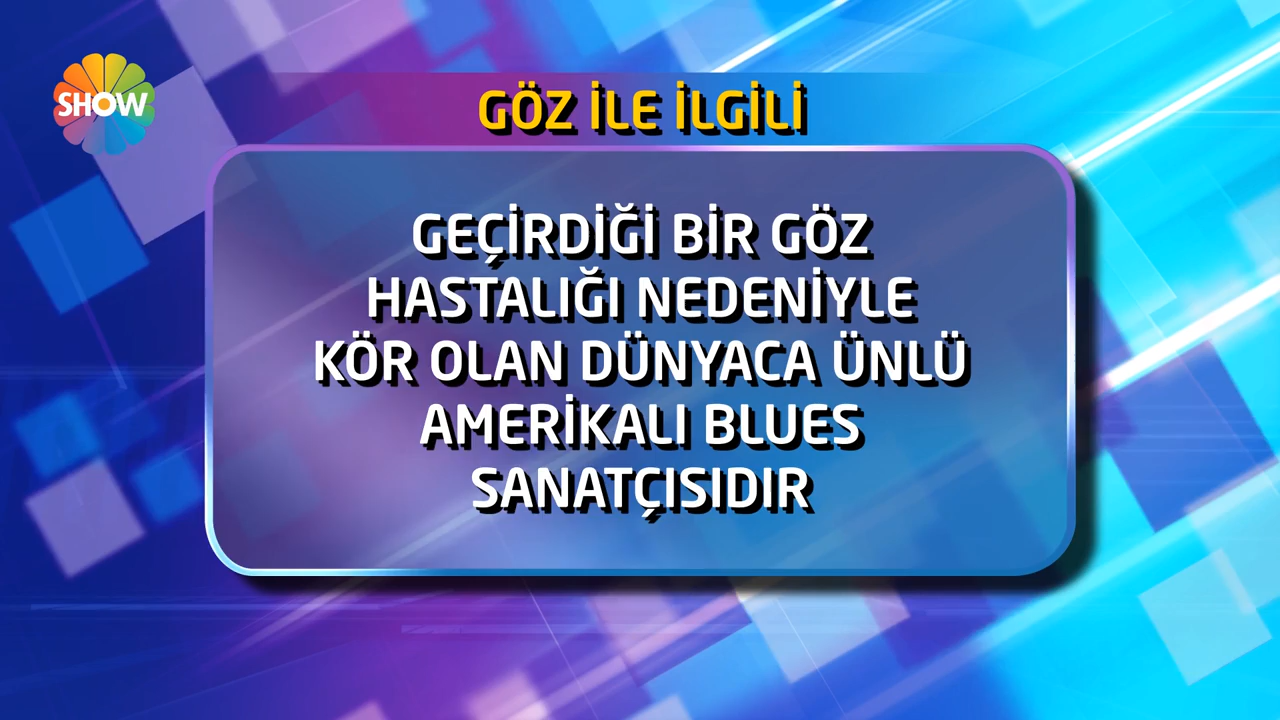 SHOW
GÖZ İLE İLGİLİ
GEÇİRDİĞİ BİR GÖZ
HASTALIĞI NEDENİYLE
KÖR OLAN DÜNYACA ÜNLÜ
AMERİKALI BLUES
SANATÇISIDIR